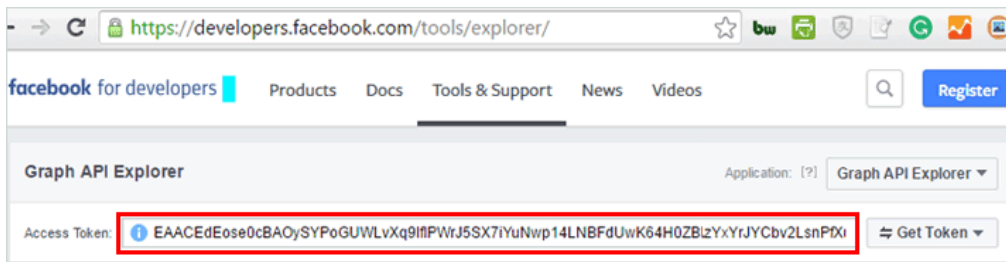 https://developers.facebook.com/tools/explorer/
bw
G
facebook for developers Products Docs Tools & Support News Videos Register
Graph API Explorer Application: [?] Graph API Explorer
Access Token: Get Token